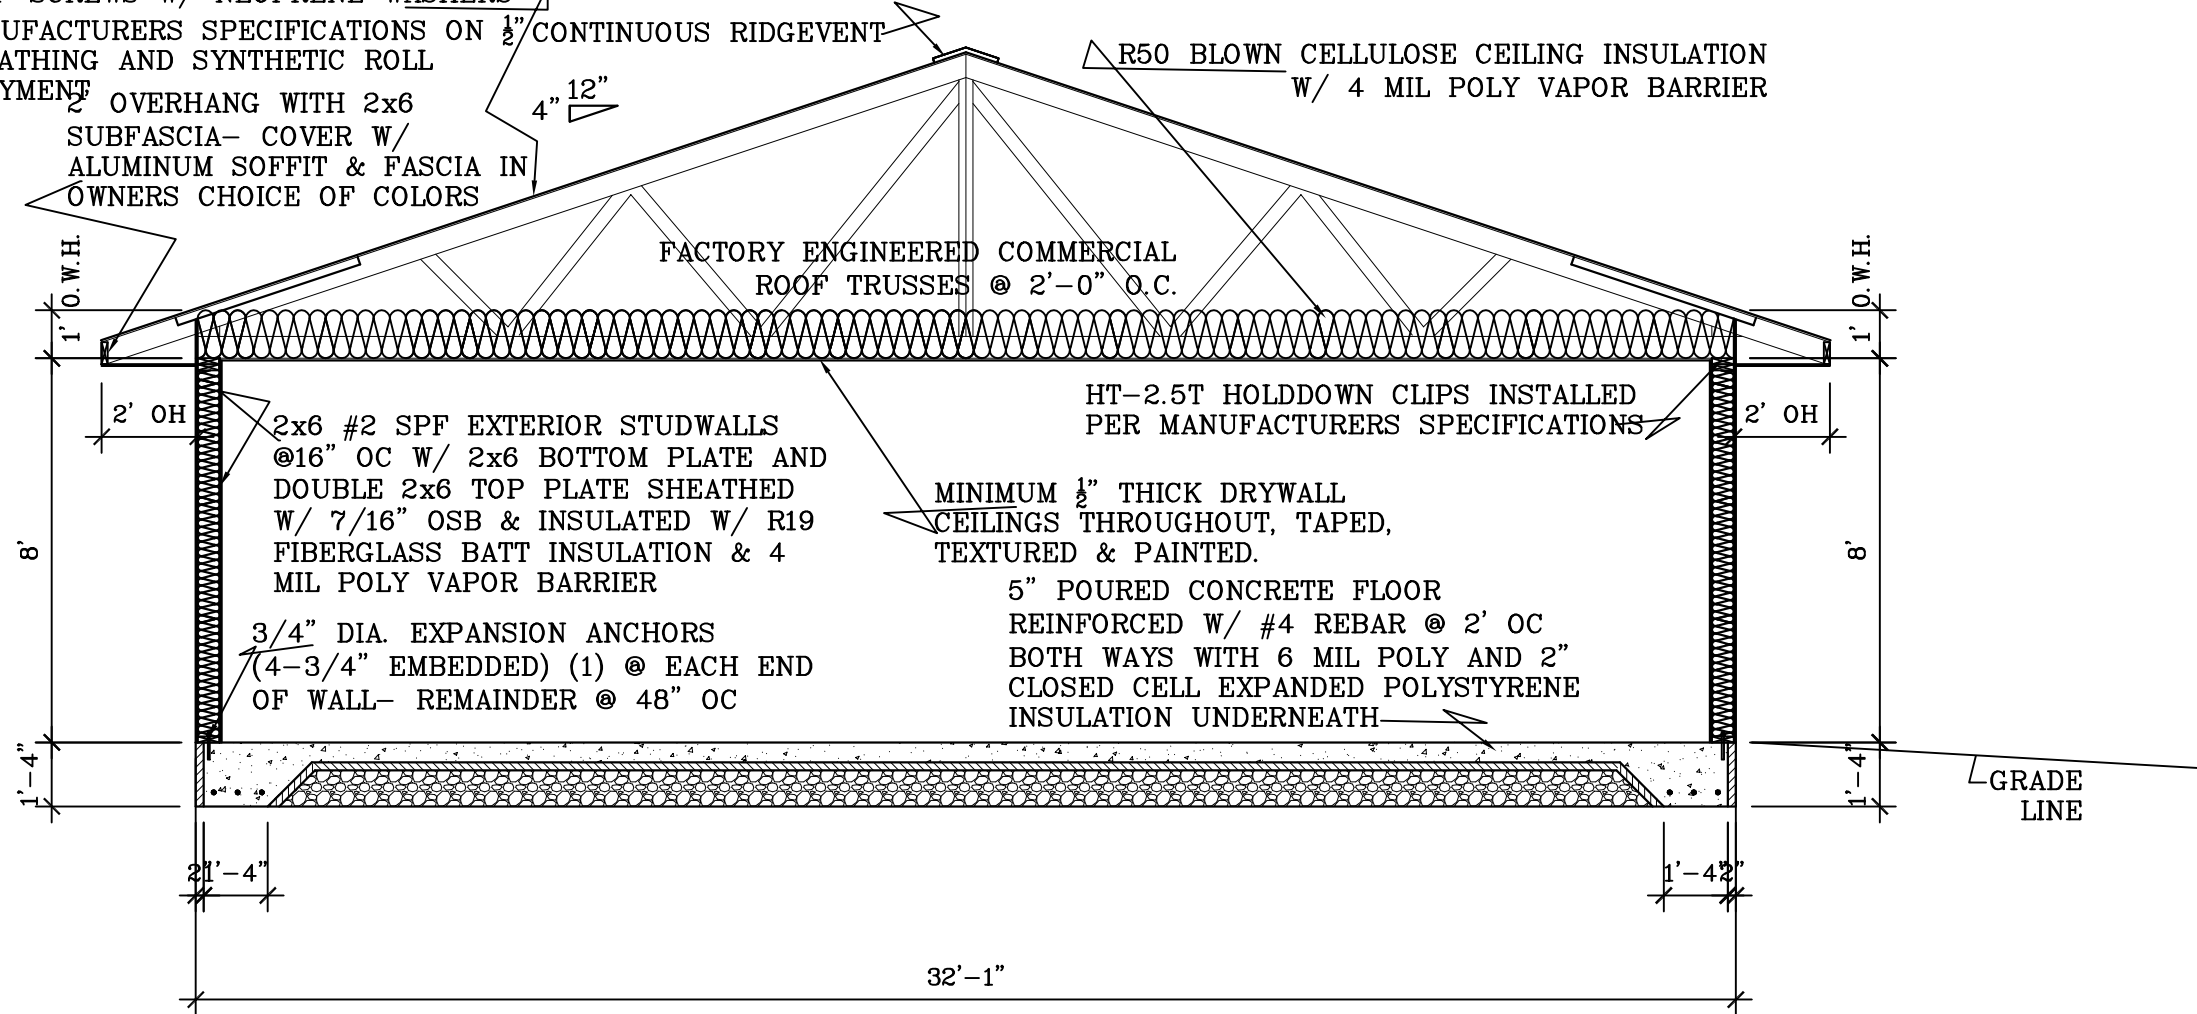 SCREWS W/ NEOPRENE WASHERS
SPECIFICATIONS ON ½"
AND SYNTHETIC ROLL
2' OVERHANG WITH 2x6
SUBFASCIA- COVER W/
ALUMINUM SOFFIT & FASCIA IN
OWNERS CHOICE OF COLORS
CONTINUOUS RIDGEVENT
12"
4"
R50 BLOWN CELLULOSE CEILING INSULATION
W/ 4 MIL POLY VAPOR BARRIER
FACTORY ENGINEERED COMMERCIAL
ROOF TRUSSES @ 2'-0" O.C.
1' O.W.H.
1' O.W.H.
2' OH
2' OH
HT-2.5T HOLDDOWN CLIPS INSTALLED
PER MANUFACTURERS SPECIFICATIONS
2x6 #2 SPF EXTERIOR STUDWALLS
@16" OC W/ 2x6 BOTTOM PLATE AND
DOUBLE 2x6 TOP PLATE SHEATHED
W/ 7/16" OSB & INSULATED W/ R19
FIBERGLASS BATT INSULATION & 4
MIL POLY VAPOR BARRIER
MINIMUM ½" THICK DRYWALL
CEILINGS THROUGHOUT, TAPED,
TEXTURED & PAINTED.
8'
8'
5" POURED CONCRETE FLOOR
REINFORCED W/ #4 REBAR @ 2' OC
BOTH WAYS WITH 6 MIL POLY AND 2"
CLOSED CELL EXPANDED POLYSTYRENE
INSULATION UNDERNEATH
3/4" DIA. EXPANSION ANCHORS
(4-3/4" EMBEDDED) (1) @ EACH END
OF WALL- REMAINDER @ 48" OC
1'-4"
1'-4"
GRADE
LINE
2"
1'-4"
1'-4"
2"
32'-1"